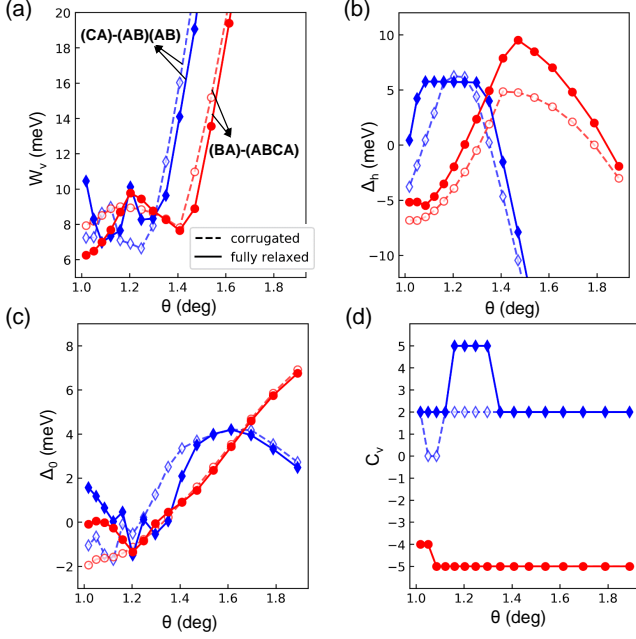 (a)
20
18
16
14
12
10
8
6
W_v (meV)
(CA)-(AB)(AB)
(BA)-(ABCA)
corrugated
fully relaxed
1.0 1.2 1.4 1.6 1.8
θ (deg)
(b)
10
5
0
−5
−10
Δ_h (meV)
1.0 1.2 1.4 1.6 1.8
θ (deg)
(c)
8
6
4
2
0
−2
Δ_0 (meV)
1.0 1.2 1.4 1.6 1.8
θ (deg)
(d)
5
4
3
2
1
0
−4
−5
C_v
1.0 1.2 1.4 1.6 1.8
θ (deg)